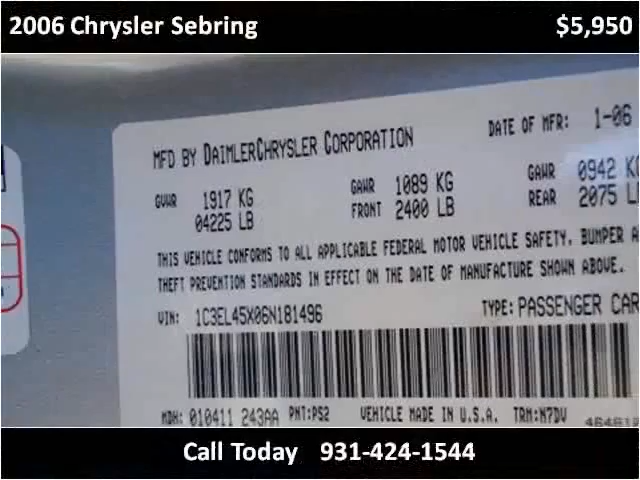 2006 Chrysler Sebring $5,950
MFD BY DAIMLERCHRYSLER CORPORATION DATE OF MFR: 1-06
GVWR 1917 KG GAWR 1089 KG GAWR 0942 KG
04225 LB FRONT 2400 LB REAR 2075 L
THIS VEHICLE CONFORMS TO ALL APPLICABLE FEDERAL MOTOR VEHICLE SAFETY, BUMPER A
THEFT PREVENTION STANDARDS IN EFFECT ON THE DATE OF MANUFACTURE SHOWN ABOVE.
VIN: 1C3EL45X06N181496 TYPE: PASSENGER CAR
MDH: 010411 243AA PNT: PS2 VEHICLE MADE IN U.S.A. TRM: N7DV
Call Today 931-424-1544